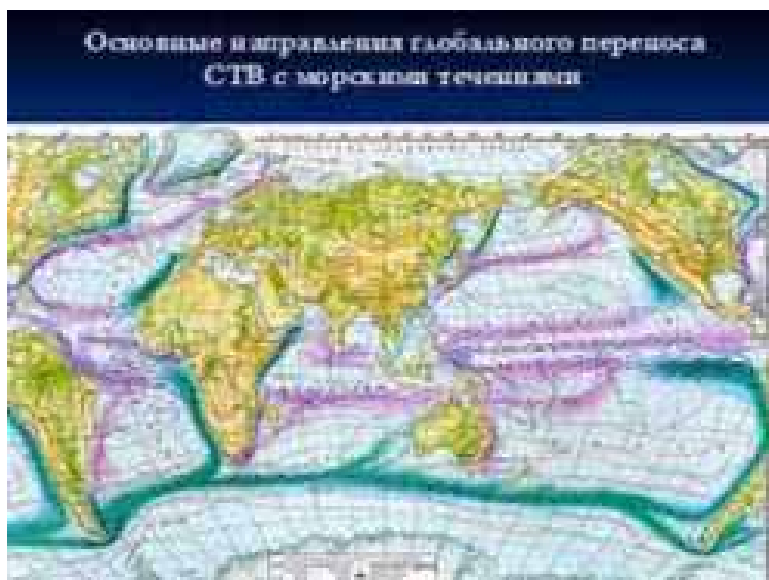 Основные направления глобального переноса
СТВ с морскими течениями